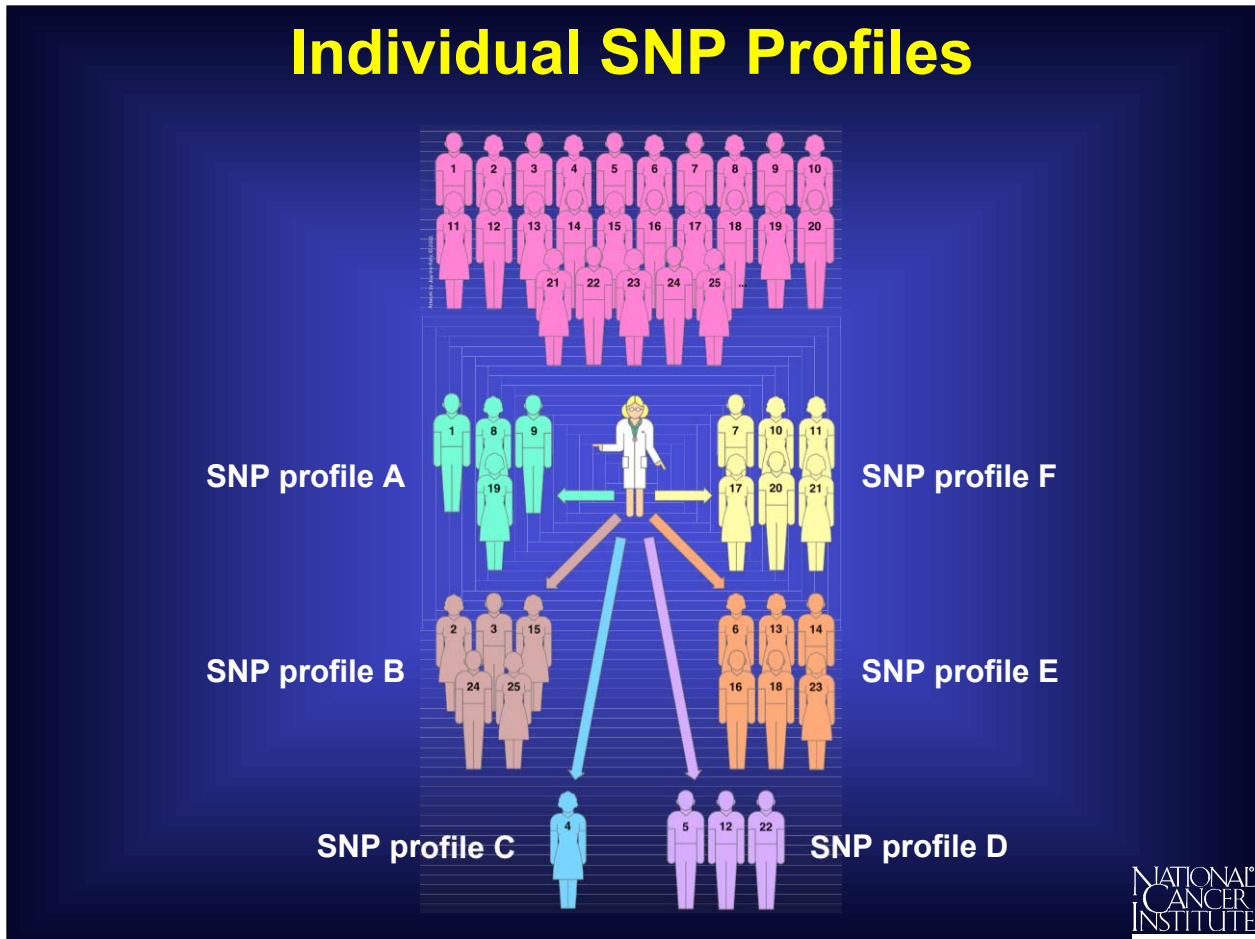 Individual SNP Profiles
1 2 3 4 5 6 7 8 9 10
11 12 13 14 15 16 17 18 19 20
21 22 23 24 25 ...
1 8 9
19
SNP profile A
7 10 11
17 20 21
SNP profile F
2 3 15
24 25
SNP profile B
6 13 14
16 18 23
SNP profile E
4
SNP profile C
5 12 22
SNP profile D
NATIONAL
CANCER
INSTITUTE